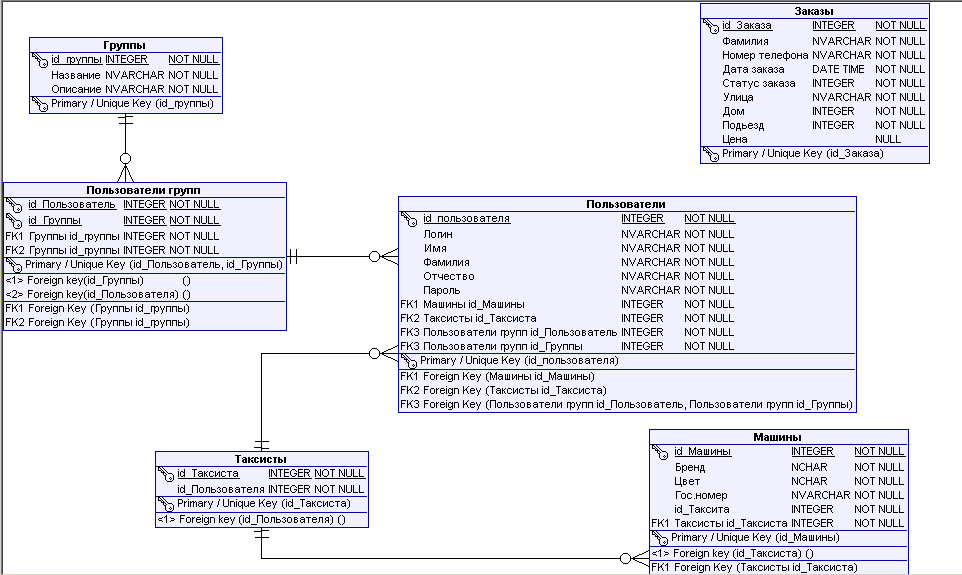 Заказы
id_Заказа INTEGER NOT NULL
Фамилия NVARCHAR NOT NULL
Номер телефона NVARCHAR NOT NULL
Дата заказа DATE TIME NOT NULL
Статус заказа INTEGER NOT NULL
Улица NVARCHAR NOT NULL
Дом INTEGER NOT NULL
Подьезд INTEGER NOT NULL
Цена NULL
Primary / Unique Key (id_Заказа)
Группы
id_группы INTEGER NOT NULL
Название NVARCHAR NOT NULL
Описание NVARCHAR NOT NULL
Primary / Unique Key (id_группы)
Пользователи групп
id_Пользователь INTEGER NOT NULL
id_Группы INTEGER NOT NULL
FK1 Группы id_группы INTEGER NOT NULL
FK2 Группы id_группы INTEGER NOT NULL
Primary / Unique Key (id_Пользователь, id_Группы)
<1> Foreign key(id_Группы) ()
<2> Foreign key(id_Пользователя) ()
FK1 Foreign Key (Группы id_группы)
FK2 Foreign Key (Группы id_группы)
Пользователи
id_пользователя INTEGER NOT NULL
Логин NVARCHAR NOT NULL
Имя NVARCHAR NOT NULL
Фамилия NVARCHAR NOT NULL
Отчество NVARCHAR NOT NULL
Пароль NVARCHAR NOT NULL
FK1 Машины id_Машины INTEGER NOT NULL
FK2 Таксисты id_Таксиста INTEGER NOT NULL
FK3 Пользователи групп id_Пользователь INTEGER NOT NULL
FK3 Пользователи групп id_Группы INTEGER NOT NULL
Primary / Unique Key (id_пользователя)
FK1 Foreign Key (Машины id_Машины)
FK2 Foreign Key (Таксисты id_Таксиста)
FK3 Foreign Key (Пользователи групп id_Пользователь, Пользователи групп id_Группы)
Таксисты
id_Таксиста INTEGER NOT NULL
id_Пользователя INTEGER NOT NULL
Primary / Unique Key (id_Таксиста)
<1> Foreign key (id_Пользователя) ()
Машины
id_Машины INTEGER NOT NULL
Бренд NCHAR NOT NULL
Цвет NCHAR NOT NULL
Гос.номер NVARCHAR NOT NULL
id_Таксита INTEGER NOT NULL
FK1 Таксисты id_Таксиста INTEGER NOT NULL
Primary / Unique Key (id_Машины)
<1> Foreign key (id_Таксиста) ()
FK1 Foreign Key (Таксисты id_Таксиста)